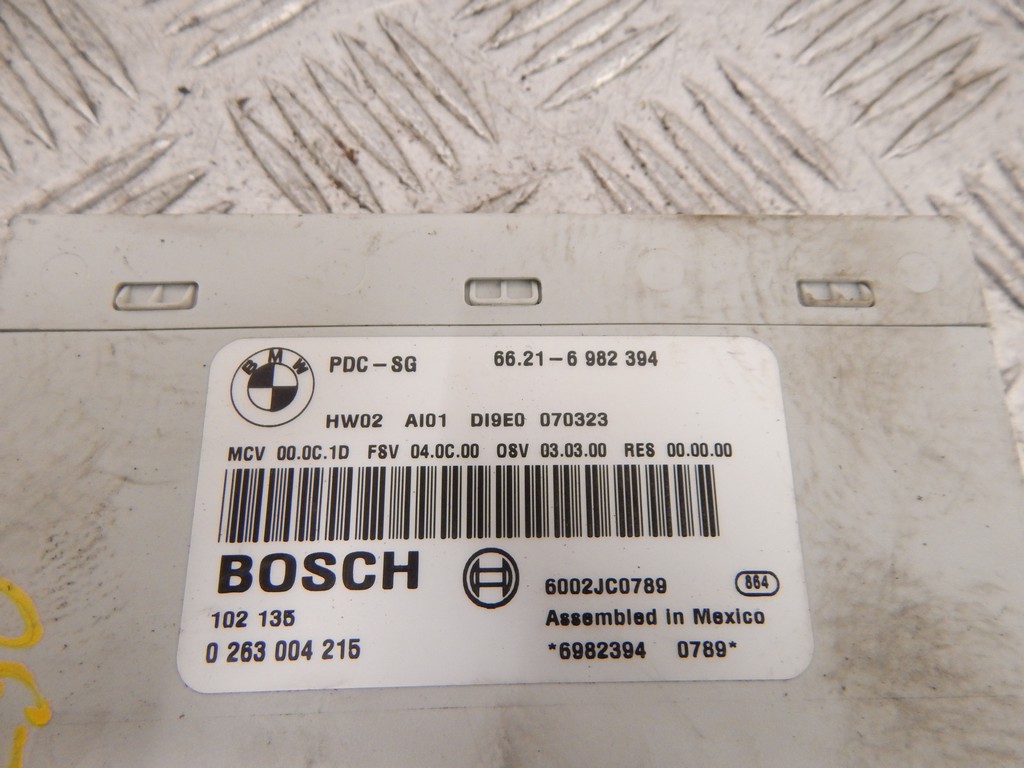 BMW
PDC-SG 66.21-6 982 394
HW02 AI01 DI9E0 070323
MCV 00.0C.1D FSV 04.0C.00 OSV 03.03.00 RES 00.00.00
BOSCH
6002JC0789 864
102 135 Assembled in Mexico
0 263 004 215 *6982394 0789*